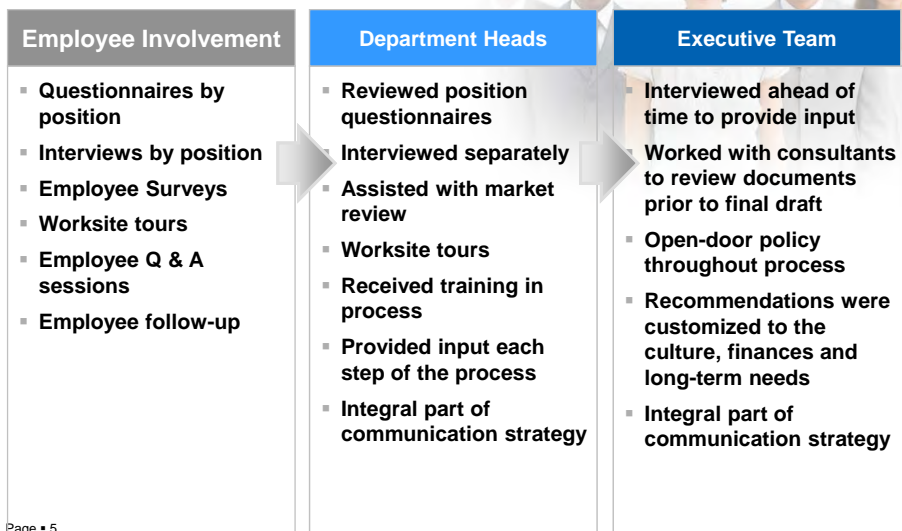 Employee Involvement
▪ Questionnaires by
position
▪ Interviews by position
▪ Employee Surveys
▪ Worksite tours
▪ Employee Q & A
sessions
▪ Employee follow-up
Department Heads
▪ Reviewed position
questionnaires
▪ Interviewed separately
▪ Assisted with market
review
▪ Worksite tours
▪ Received training in
process
▪ Provided input each
step of the process
▪ Integral part of
communication strategy
Executive Team
▪ Interviewed ahead of
time to provide input
▪ Worked with consultants
to review documents
prior to final draft
▪ Open-door policy
throughout process
▪ Recommendations were
customized to the
culture, finances and
long-term needs
▪ Integral part of
communication strategy
Page ▪ 5